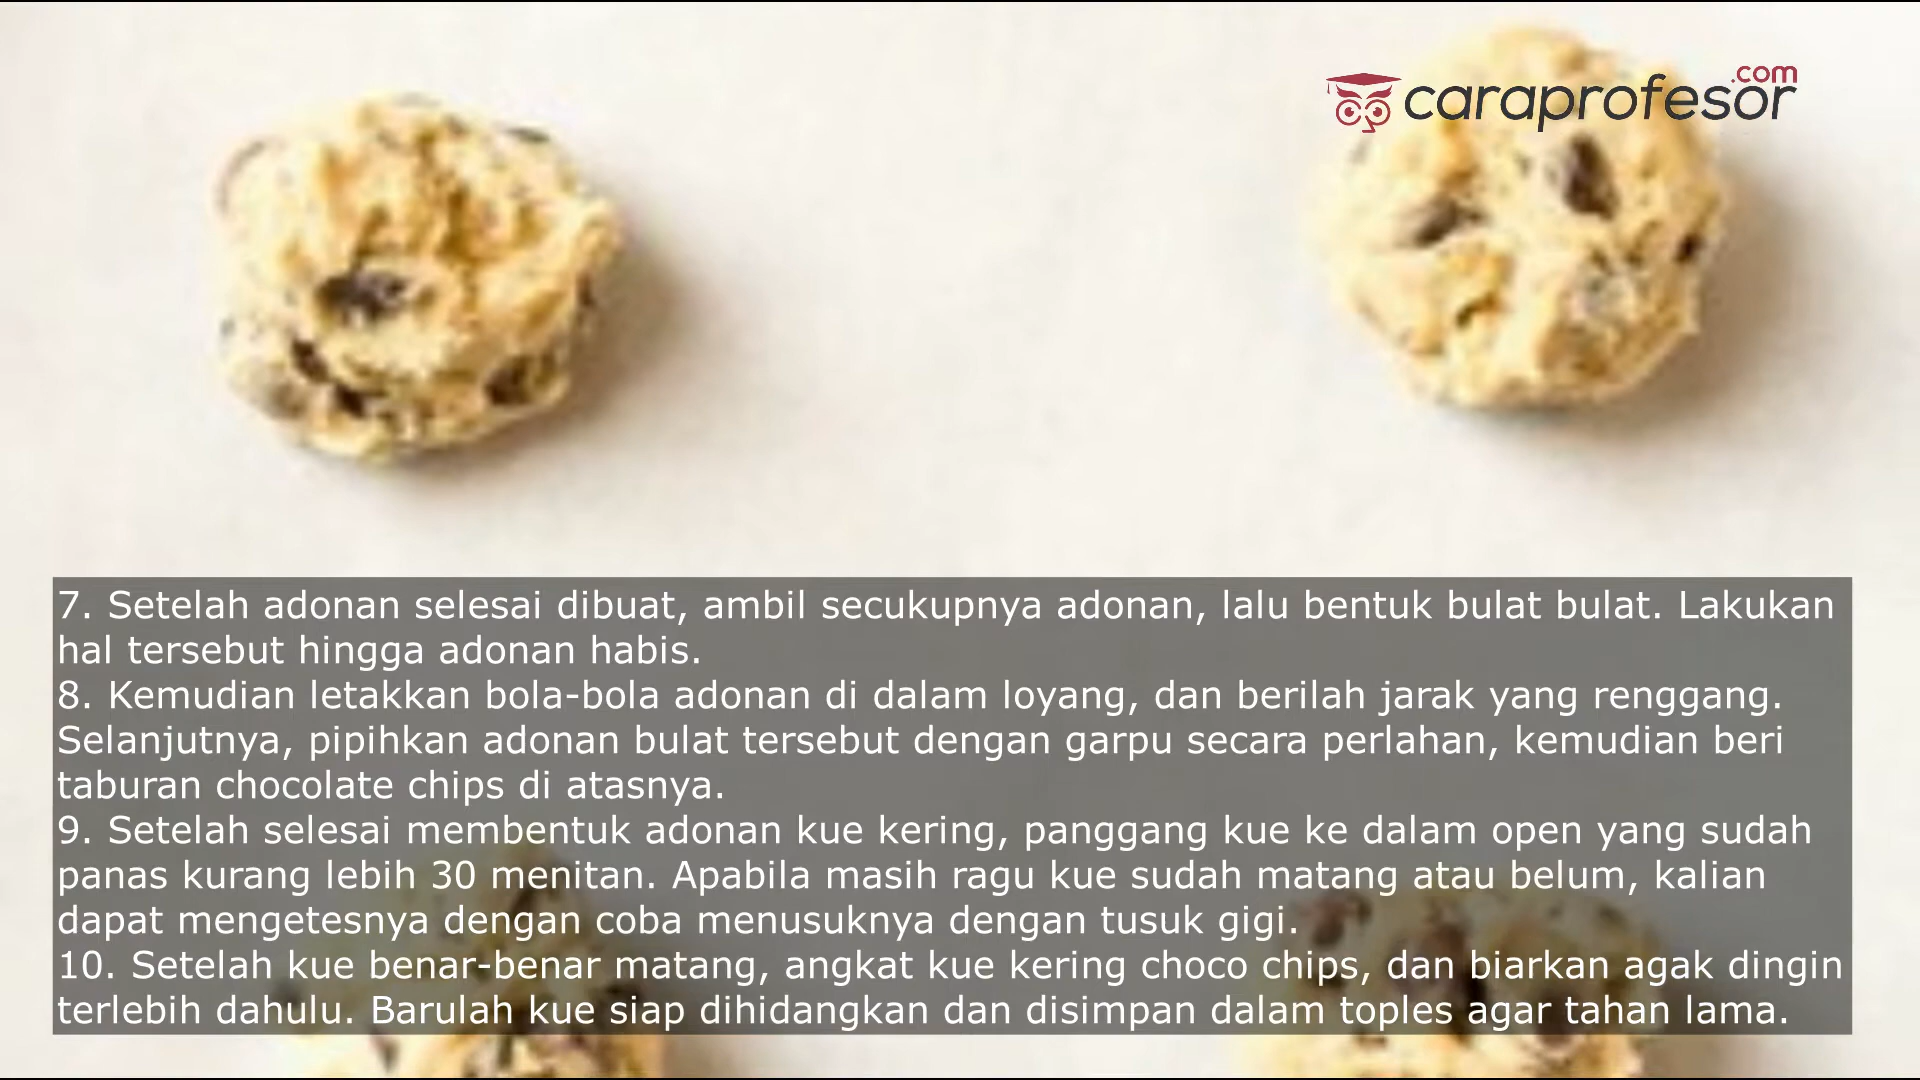 caraprofesor.com
7. Setelah adonan selesai dibuat, ambil secukupnya adonan, lalu bentuk bulat bulat. Lakukan
hal tersebut hingga adonan habis.
8. Kemudian letakkan bola-bola adonan di dalam loyang, dan berilah jarak yang renggang.
Selanjutnya, pipihkan adonan bulat tersebut dengan garpu secara perlahan, kemudian beri
taburan chocolate chips di atasnya.
9. Setelah selesai membentuk adonan kue kering, panggang kue ke dalam open yang sudah
panas kurang lebih 30 menitan. Apabila masih ragu kue sudah matang atau belum, kalian
dapat mengetesnya dengan coba menusuknya dengan tusuk gigi.
10. Setelah kue benar-benar matang, angkat kue kering choco chips, dan biarkan agak dingin
terlebih dahulu. Barulah kue siap dihidangkan dan disimpan dalam toples agar tahan lama.